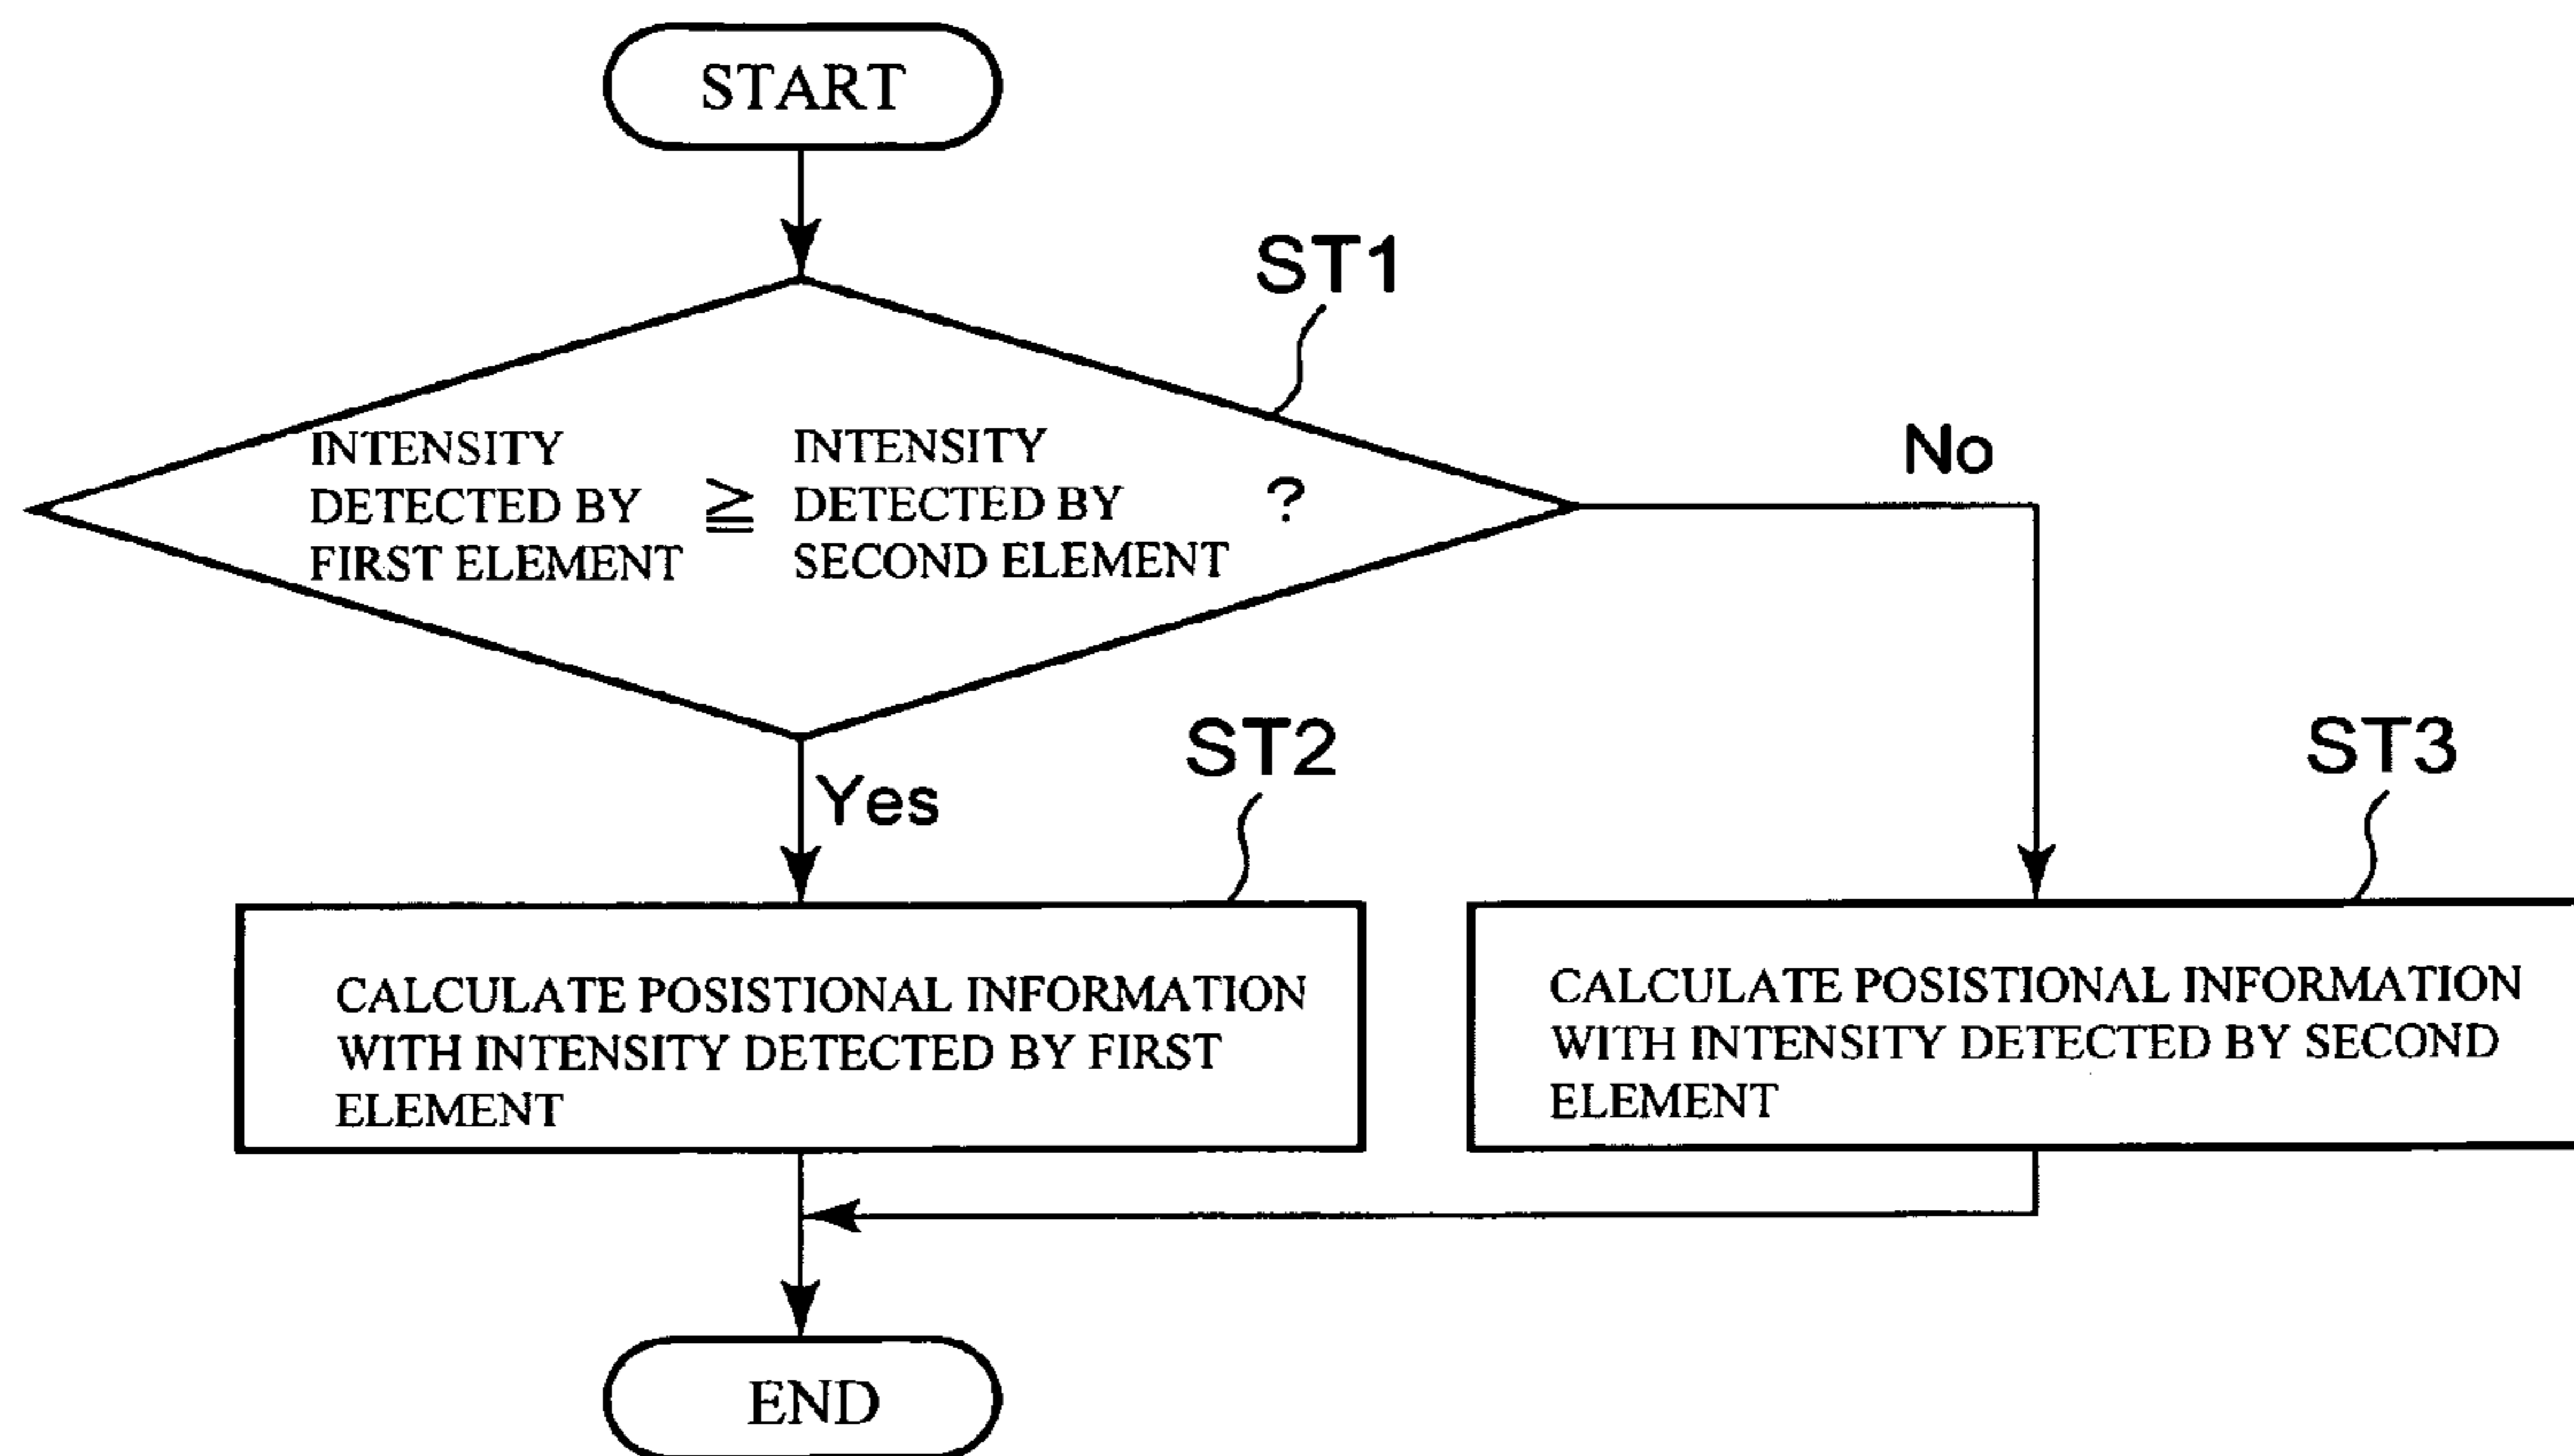 START
ST1
INTENSITY
DETECTED BY
FIRST ELEMENT
≧
INTENSITY
DETECTED BY
SECOND ELEMENT
?
No
Yes
ST2
ST3
CALCULATE POSISTIONAL INFORMATION
WITH INTENSITY DETECTED BY FIRST
ELEMENT
CALCULATE POSISTIONAL INFORMATION
WITH INTENSITY DETECTED BY SECOND
ELEMENT
END